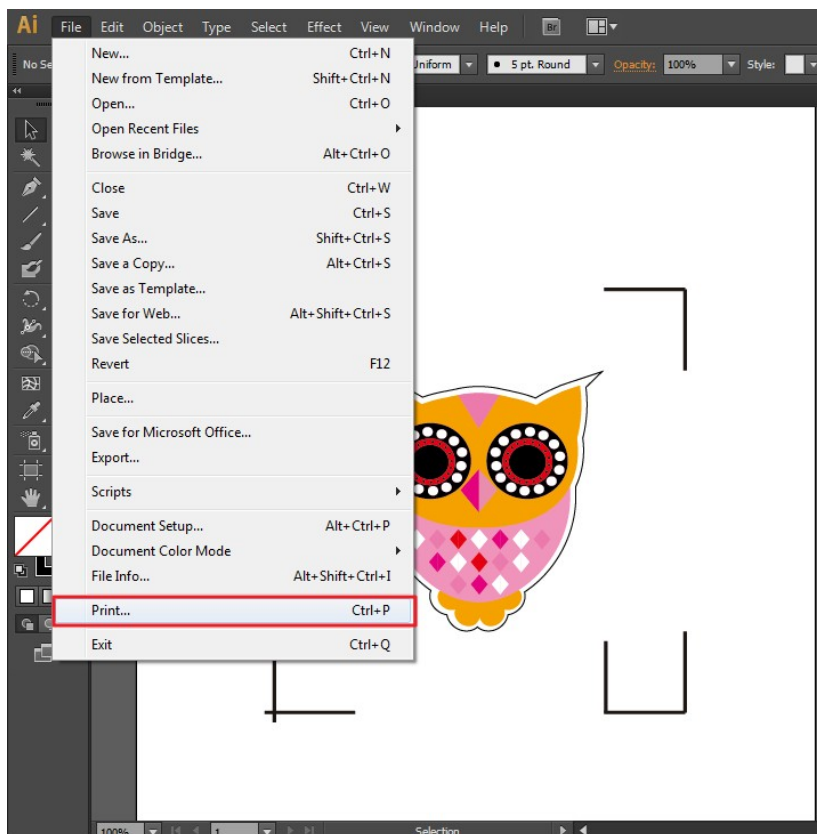 Ai File Edit Object Type Select Effect View Window Help Br
No Se Uniform 5 pt. Round Opacity: 100% Style:
New... Ctrl+N
New from Template... Shift+Ctrl+N
Open... Ctrl+O
Open Recent Files
Browse in Bridge... Alt+Ctrl+O
Close Ctrl+W
Save Ctrl+S
Save As... Shift+Ctrl+S
Save a Copy... Alt+Ctrl+S
Save as Template...
Save for Web... Alt+Shift+Ctrl+S
Save Selected Slices...
Revert F12
Place...
Save for Microsoft Office...
Export...
Scripts
Document Setup... Alt+Ctrl+P
Document Color Mode
File Info... Alt+Shift+Ctrl+I
Print... Ctrl+P
Exit Ctrl+Q
100% 1 Selection